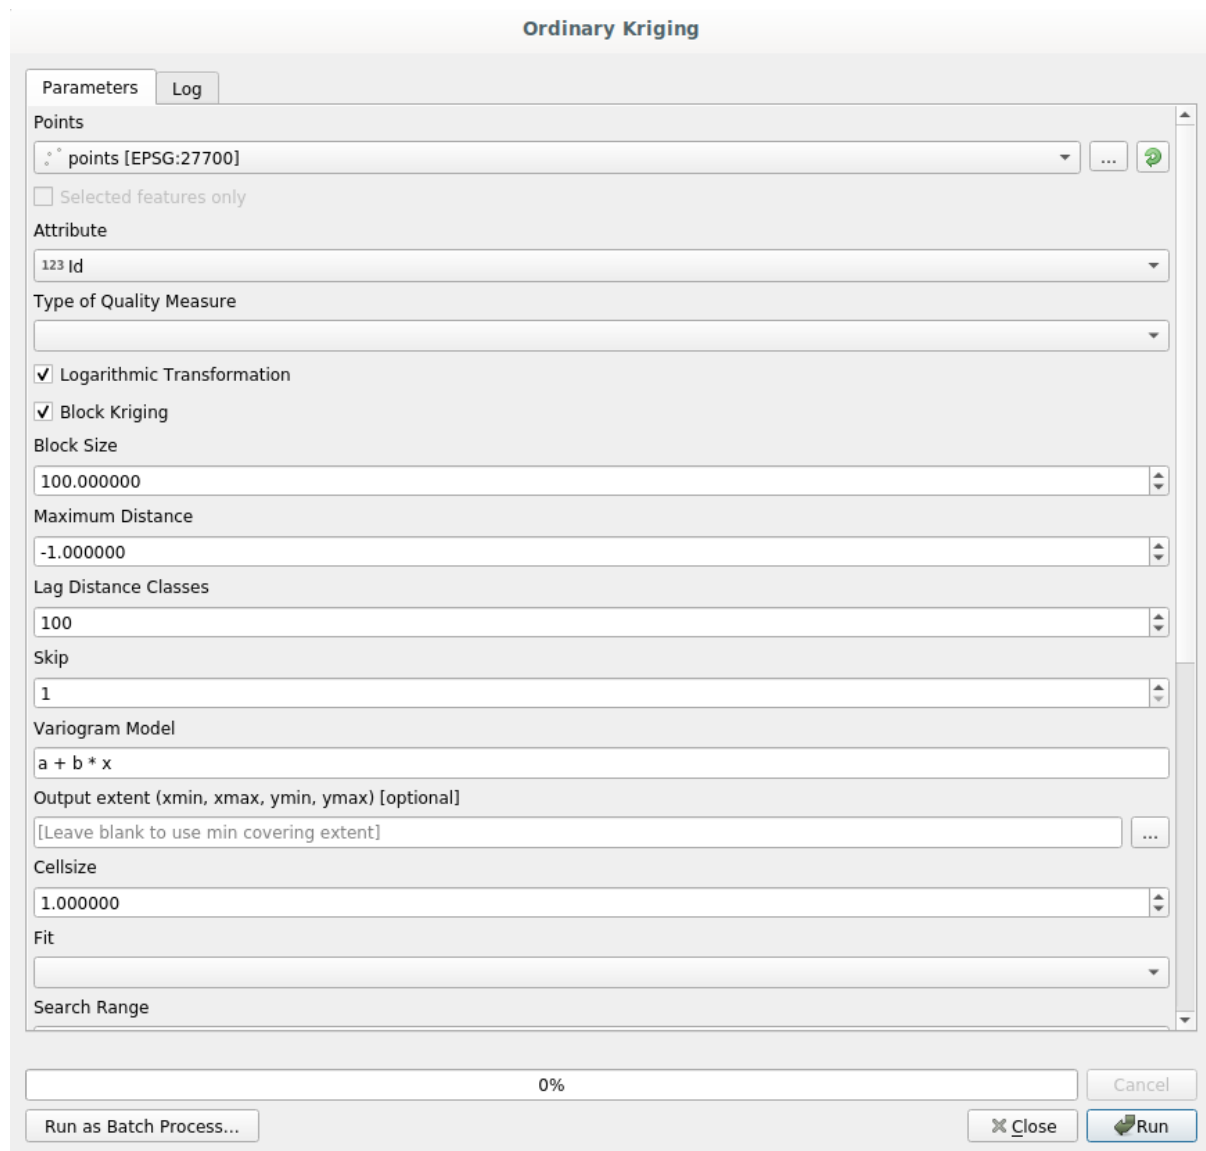 Ordinary Kriging
Parameters
Log
Points
points [EPSG:27700]
...
Selected features only
Attribute
123 Id
Type of Quality Measure
Logarithmic Transformation
Block Kriging
Block Size
100.000000
Maximum Distance
-1.000000
Lag Distance Classes
100
Skip
1
Variogram Model
a + b * x
Output extent (xmin, xmax, ymin, ymax) [optional]
[Leave blank to use min covering extent]
...
Cellsize
1.000000
Fit
Search Range
0%
Cancel
Run as Batch Process...
Close
Run